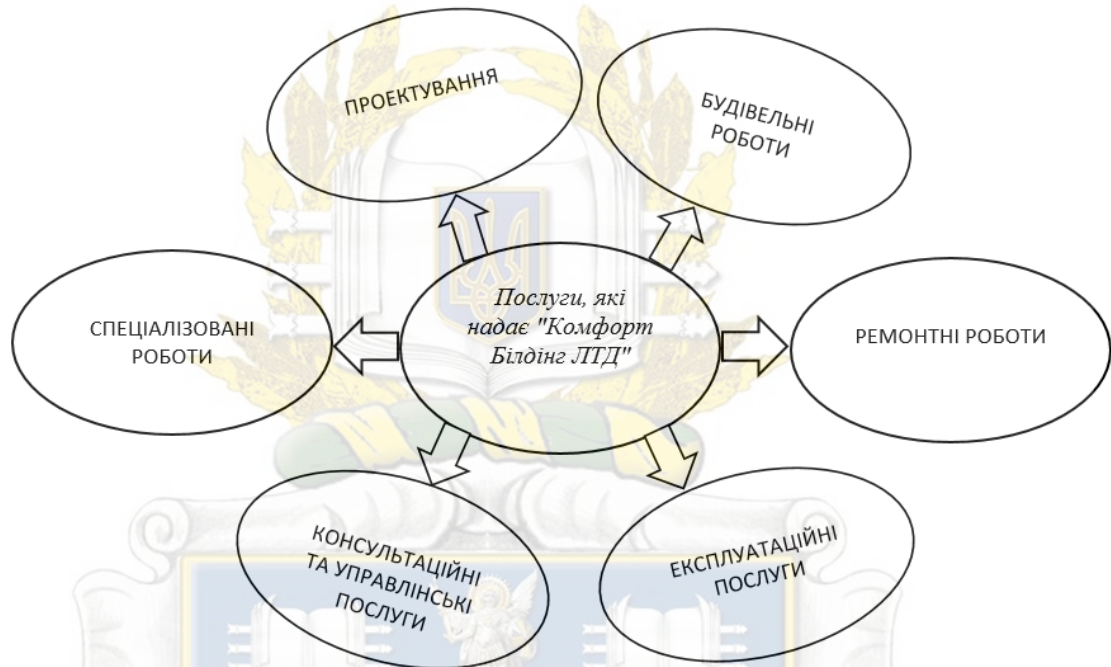 ПРОЕКТУВАННЯ
БУДІВЕЛЬНІ
РОБОТИ
СПЕЦІАЛІЗОВАНІ
РОБОТИ
Послуги, які
надає "Комфорт
Білдінг ЛТД"
РЕМОНТНІ РОБОТИ
КОНСУЛЬТАЦІЙНІ
ТА УПРАВЛІНСЬКІ
ПОСЛУГИ
ЕКСПЛУАТАЦІЙНІ
ПОСЛУГИ